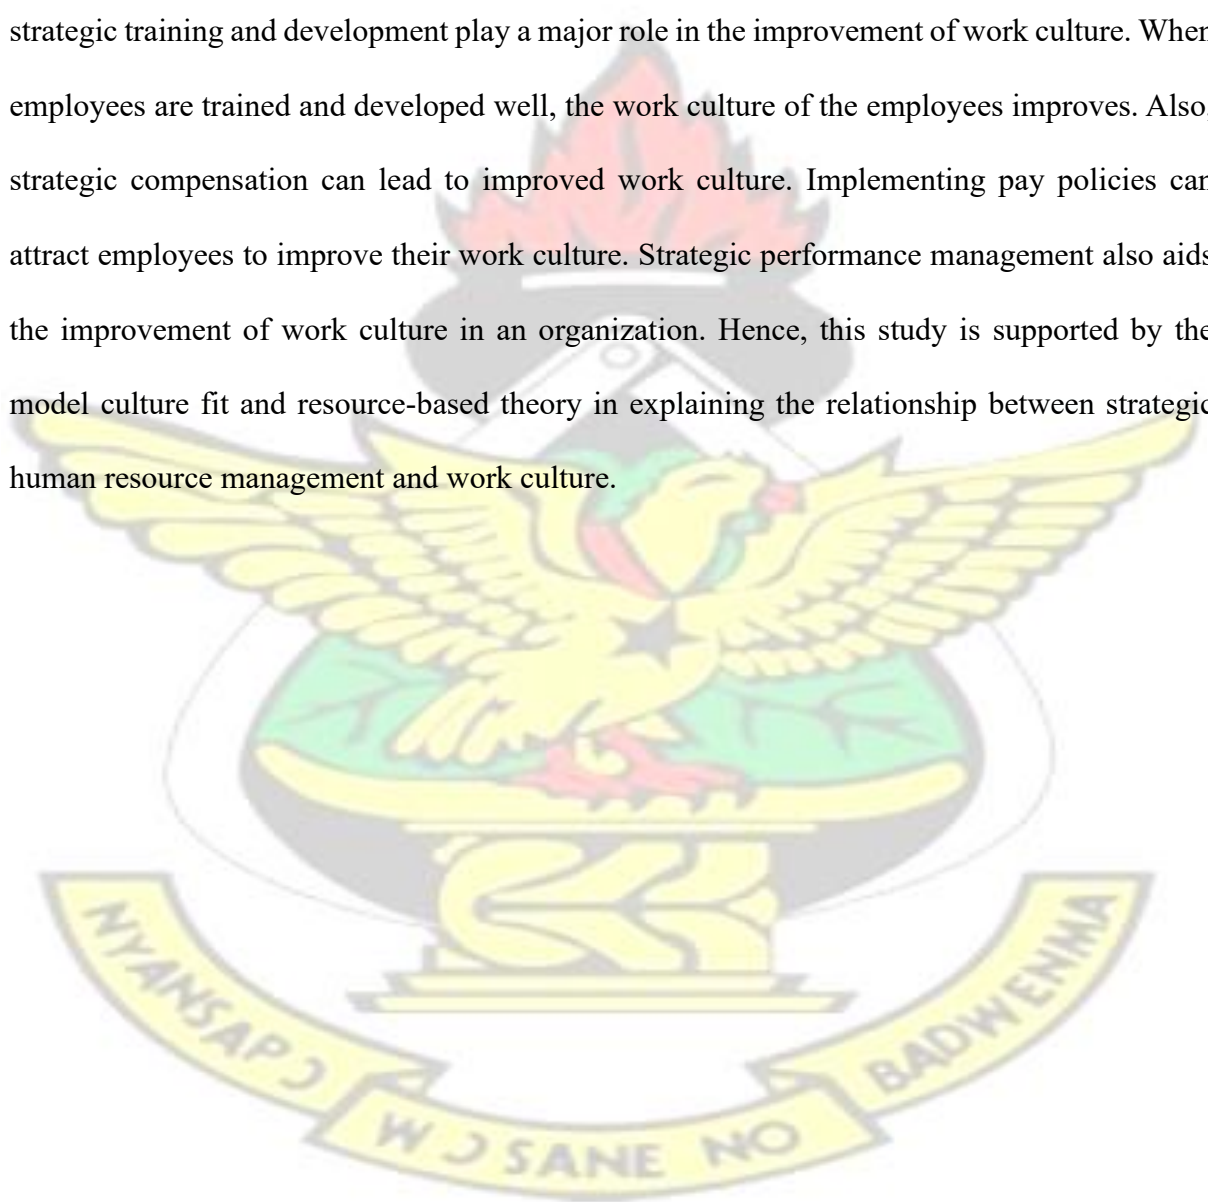 strategic training and development play a major role in the improvement of work culture. When
employees are trained and developed well, the work culture of the employees improves. Also,
strategic compensation can lead to improved work culture. Implementing pay policies can
attract employees to improve their work culture. Strategic performance management also aids
the improvement of work culture in an organization. Hence, this study is supported by the
model culture fit and resource-based theory in explaining the relationship between strategic
human resource management and work culture.
NYANSAPƆ
WƆSANE NO
BADWENMA